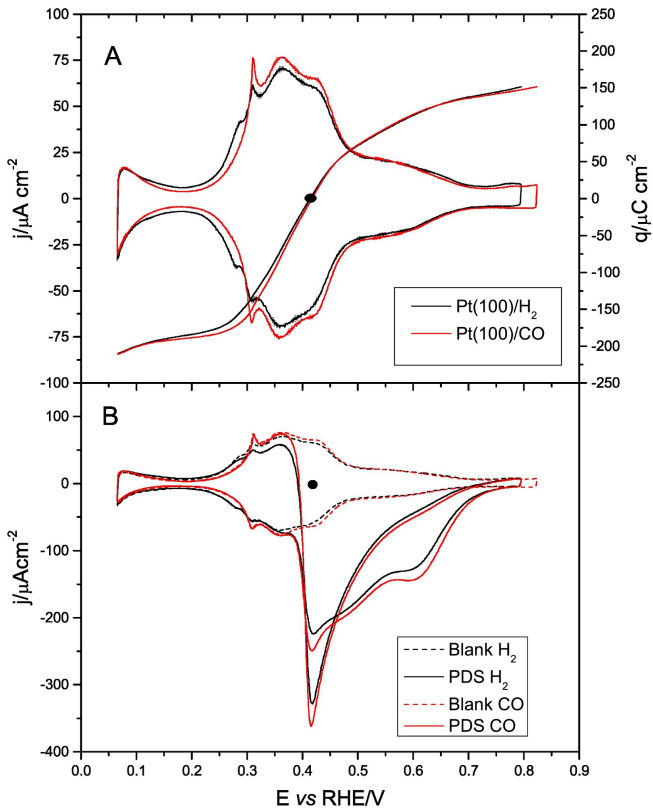 A
100
75
50
25
0
-25
-50
-75
-100
j/µA cm⁻²
250
200
150
100
50
0
-50
-100
-150
-200
-250
q/µC cm⁻²
Pt(100)/H₂
Pt(100)/CO
B
100
0
-100
-200
-300
-400
j/µAcm⁻²
Blank H₂
PDS H₂
Blank CO
PDS CO
0.0 0.1 0.2 0.3 0.4 0.5 0.6 0.7 0.8 0.9
E vs RHE/V